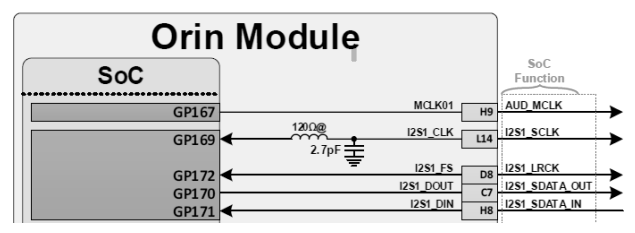 Orin Module
SoC
SoC
Function
GP167 MCLK01 H9 AUD_MCLK
GP169 120Ω@ I2S1_CLK L14 I2S1_SCLK
2.7pF
GP172 I2S1_FS D8 I2S1_LRCK
GP170 I2S1_DOUT C7 I2S1_SDATA_OUT
GP171 I2S1_DIN H8 I2S1_SDATA_IN